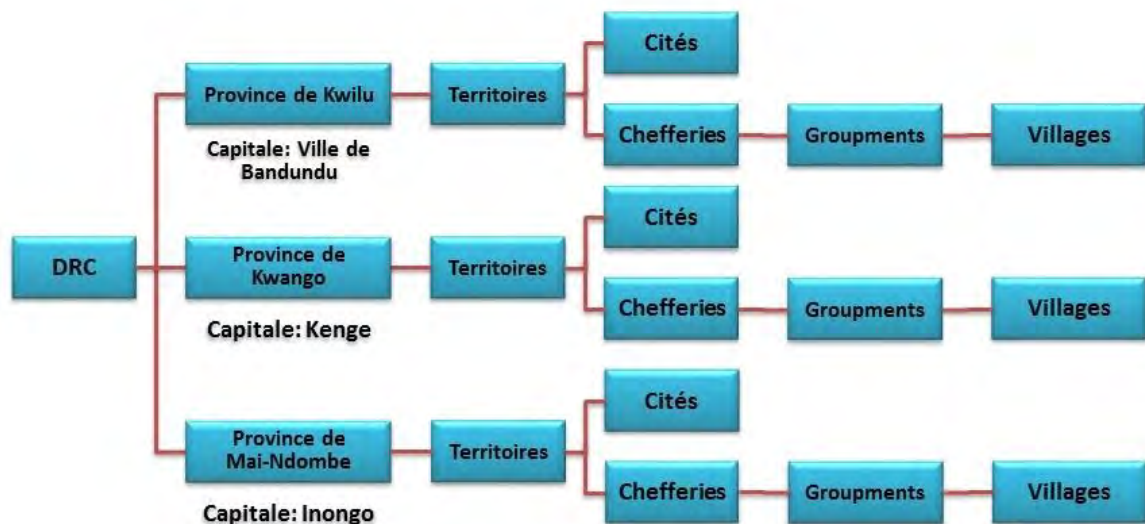 DRC
Province de Kwilu
Capitale: Ville de
Bandundu
Territoires
Cités
Chefferies
Groupments
Villages
Province de
Kwango
Capitale: Kenge
Territoires
Cités
Chefferies
Groupments
Villages
Province de
Mai-Ndombe
Capitale: Inongo
Territoires
Cités
Chefferies
Groupments
Villages